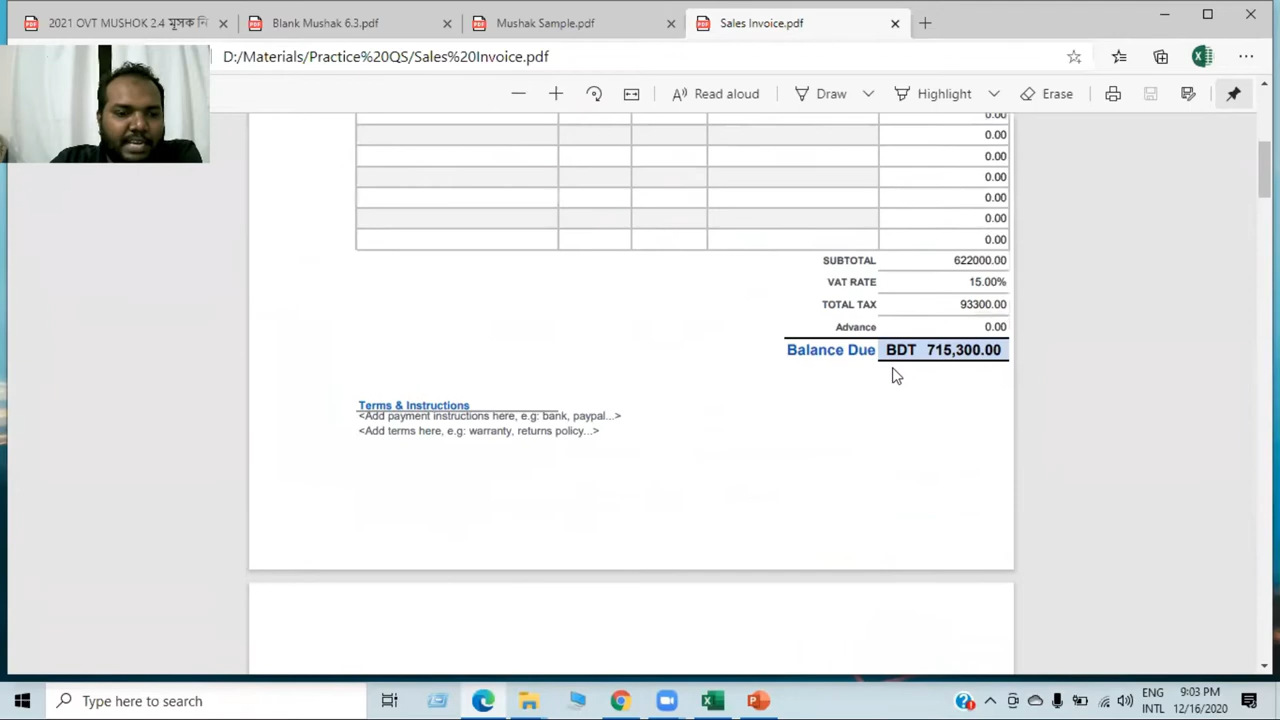 2021 OVT MUSHOK 2.4 মূসক নি
Blank Mushak 6.3.pdf
Mushak Sample.pdf
Sales Invoice.pdf
D:/Materials/Practice%20QS/Sales%20Invoice.pdf
Read aloud
Draw
Highlight
Erase
0.00
0.00
0.00
0.00
0.00
0.00
0.00
SUBTOTAL 622000.00
VAT RATE 15.00%
TOTAL TAX 93300.00
Advance 0.00
Balance Due BDT 715,300.00
Terms & Instructions
<Add payment instructions here, e.g: bank, paypal...>
<Add terms here, e.g: warranty, returns policy...>
Type here to search
ENG
INTL
9:03 PM
12/16/2020